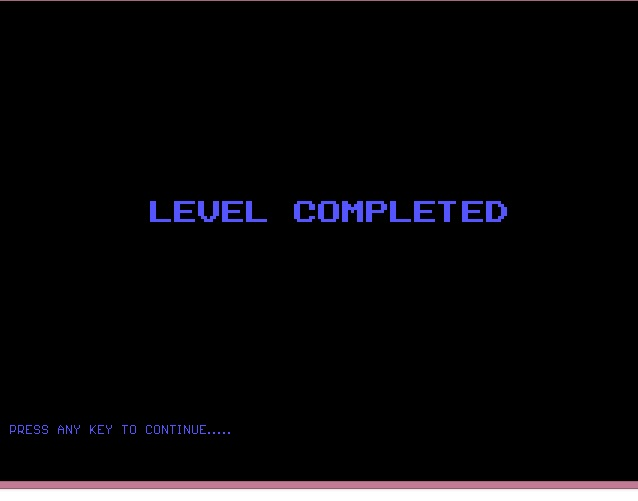 LEVEL COMPLETED
PRESS ANY KEY TO CONTINUE.....